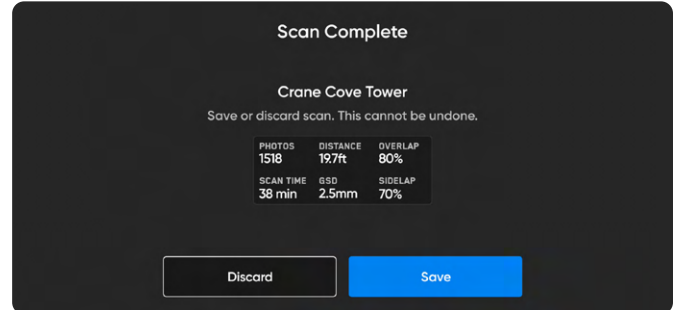 Scan Complete
Crane Cove Tower
Save or discard scan. This cannot be undone.
PHOTOS DISTANCE OVERLAP
1518 19.7ft 80%
SCAN TIME GSD SIDELAP
38 min 2.5mm 70%
Discard Save